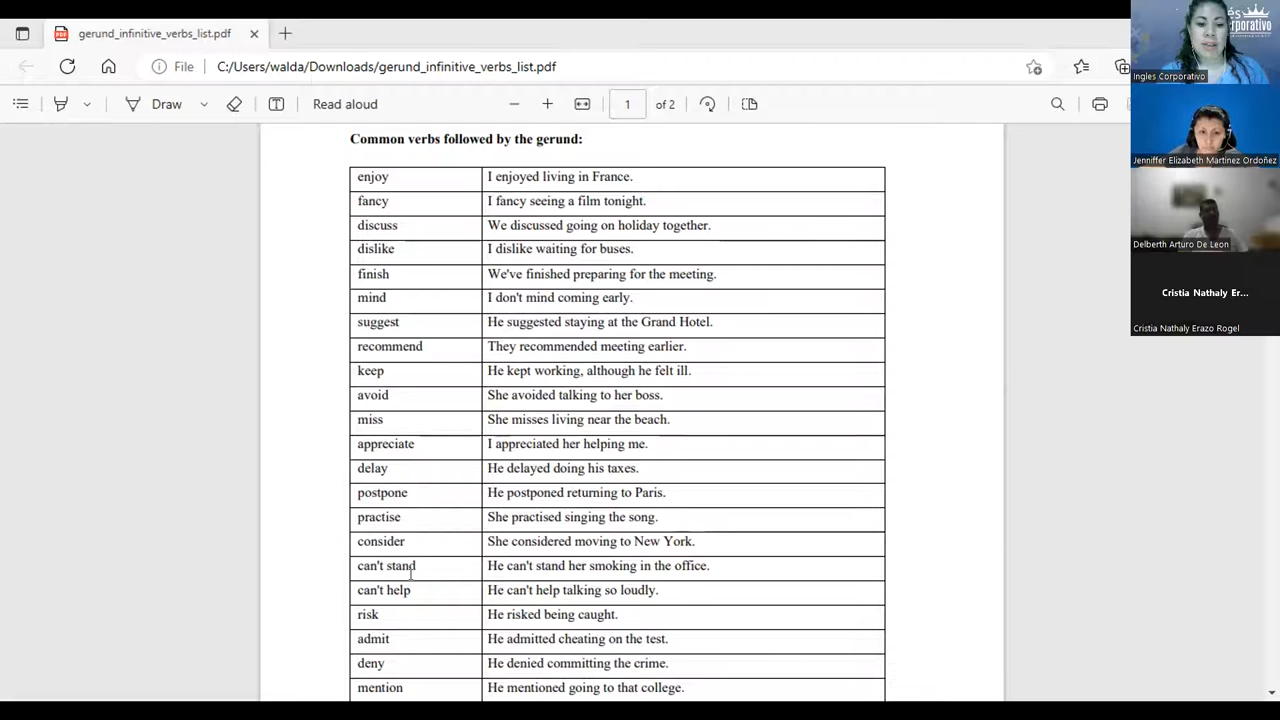 gerund_infinitive_verbs_list.pdf
File C:/Users/walda/Downloads/gerund_infinitive_verbs_list.pdf
Draw Read aloud 1 of 2
Common verbs followed by the gerund:
enjoy I enjoyed living in France.
fancy I fancy seeing a film tonight.
discuss We discussed going on holiday together.
dislike I dislike waiting for buses.
finish We've finished preparing for the meeting.
mind I don't mind coming early.
suggest He suggested staying at the Grand Hotel.
recommend They recommended meeting earlier.
keep He kept working, although he felt ill.
avoid She avoided talking to her boss.
miss She misses living near the beach.
appreciate I appreciated her helping me.
delay He delayed doing his taxes.
postpone He postponed returning to Paris.
practise She practised singing the song.
consider She considered moving to New York.
can't stand He can't stand her smoking in the office.
can't help He can't help talking so loudly.
risk He risked being caught.
admit He admitted cheating on the test.
deny He denied committing the crime.
mention He mentioned going to that college.
Ingles Corporativo
Jenniffer Elizabeth Martinez Ordoñez
Delberth Arturo De Leon
Cristia Nathaly Er...
Cristia Nathaly Erazo Rogel